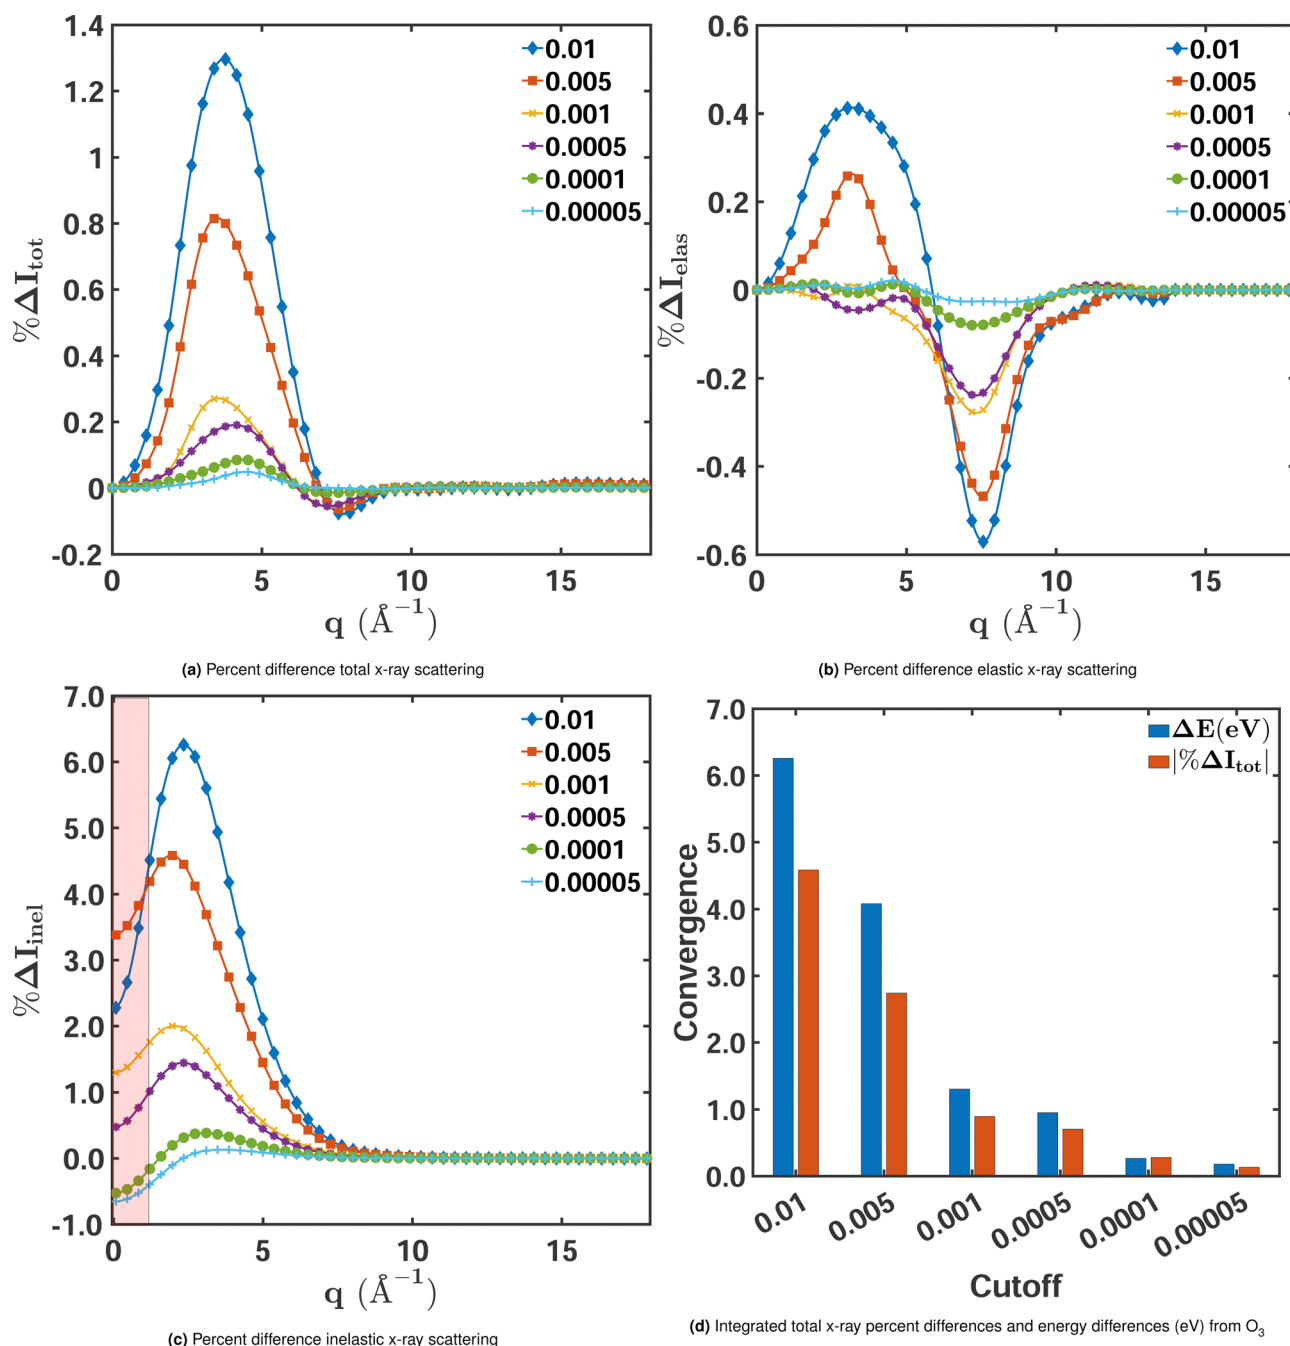 1.4
1.2
1
0.8
0.6
0.4
0.2
0
-0.2
%ΔI_tot
0 5 10 15
q (Å⁻¹)
0.01
0.005
0.001
0.0005
0.0001
0.00005
(a) Percent difference total x-ray scattering
0.6
0.4
0.2
0
-0.2
-0.4
-0.6
%ΔI_elas
0 5 10 15
q (Å⁻¹)
0.01
0.005
0.001
0.0005
0.0001
0.00005
(b) Percent difference elastic x-ray scattering
7.0
6.0
5.0
4.0
3.0
2.0
1.0
0.0
-1.0
%ΔI_inel
0 5 10 15
q (Å⁻¹)
0.01
0.005
0.001
0.0005
0.0001
0.00005
(c) Percent difference inelastic x-ray scattering
7.0
6.0
5.0
4.0
3.0
2.0
1.0
0.0
Convergence
ΔE(eV)
|%ΔI_tot|
0.01 0.005 0.001 0.0005 0.0001 0.00005
Cutoff
(d) Integrated total x-ray percent differences and energy differences (eV) from O₃